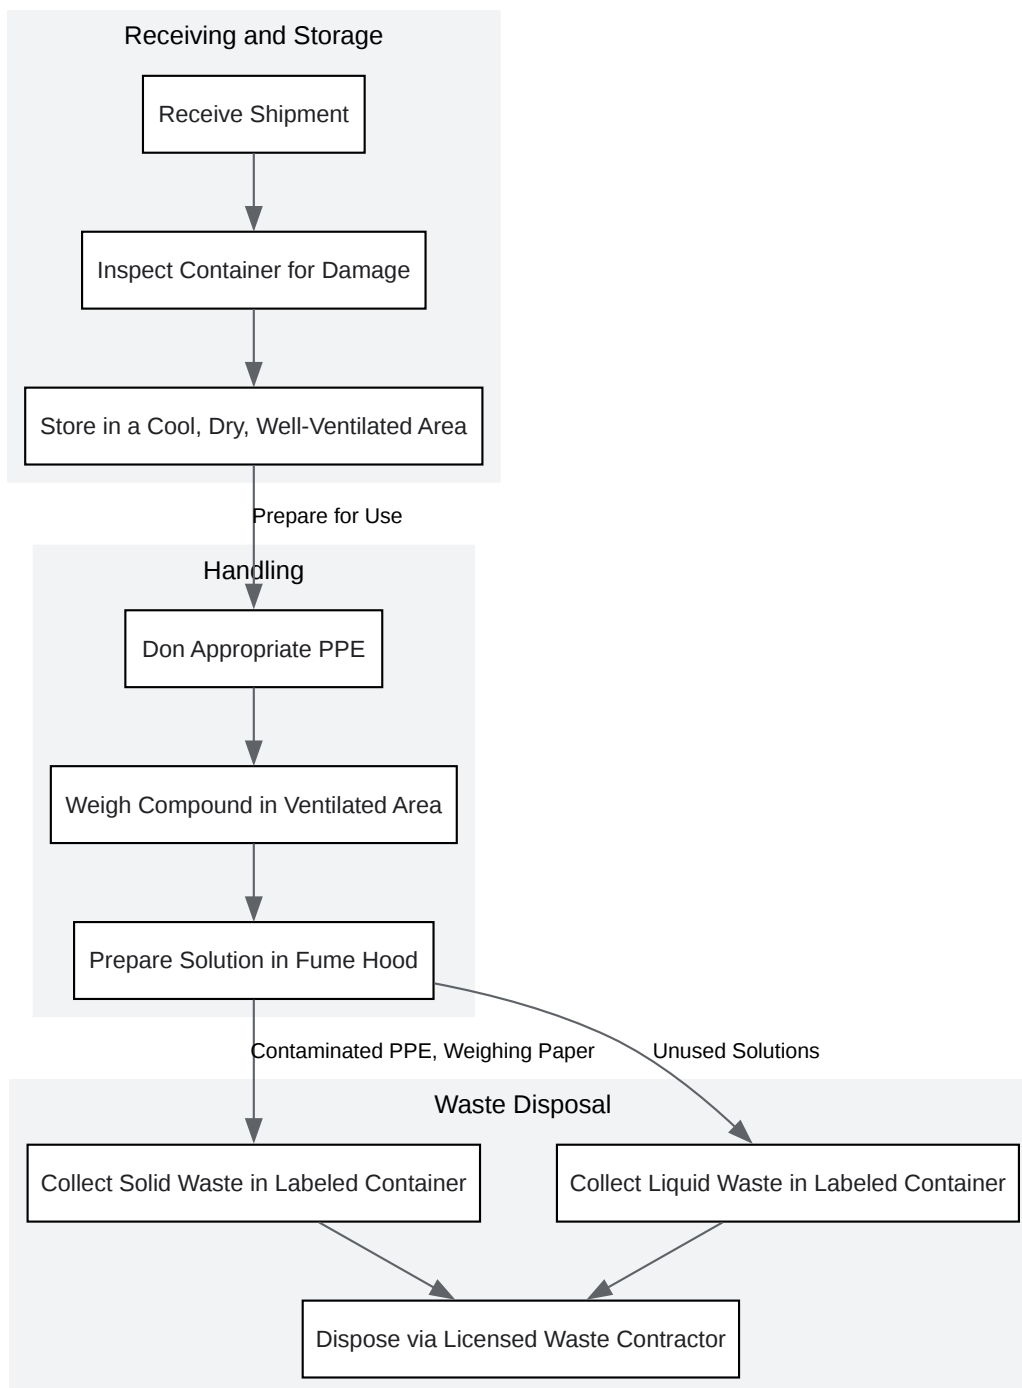 Receiving and Storage
Receive Shipment
Inspect Container for Damage
Store in a Cool, Dry, Well-Ventilated Area
Prepare for Use
Handling
Don Appropriate PPE
Weigh Compound in Ventilated Area
Prepare Solution in Fume Hood
Contaminated PPE, Weighing Paper
Unused Solutions
Waste Disposal
Collect Solid Waste in Labeled Container
Collect Liquid Waste in Labeled Container
Dispose via Licensed Waste Contractor